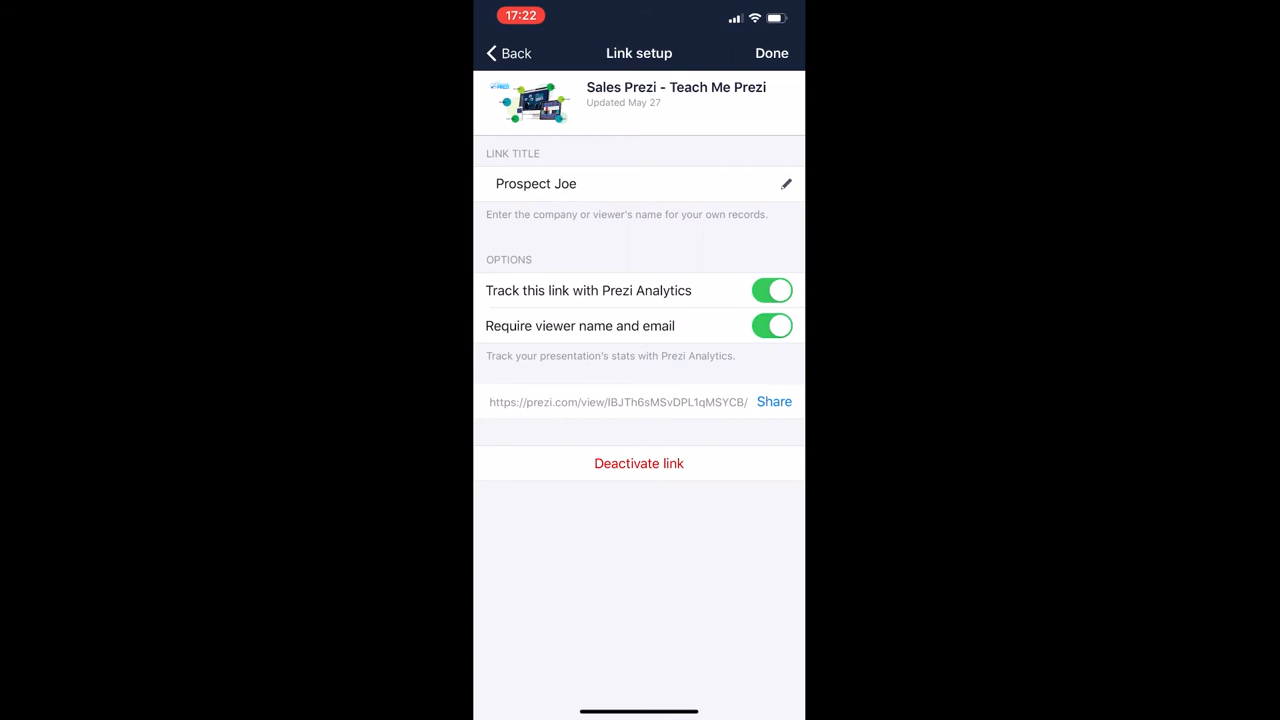 17:22
Back
Link setup
Done
Sales Prezi - Teach Me Prezi
Updated May 27
LINK TITLE
Prospect Joe
Enter the company or viewer's name for your own records.
OPTIONS
Track this link with Prezi Analytics
Require viewer name and email
Track your presentation's stats with Prezi Analytics.
https://prezi.com/view/IBJTh6sMSvDPL1qMSYCB/
Share
Deactivate link